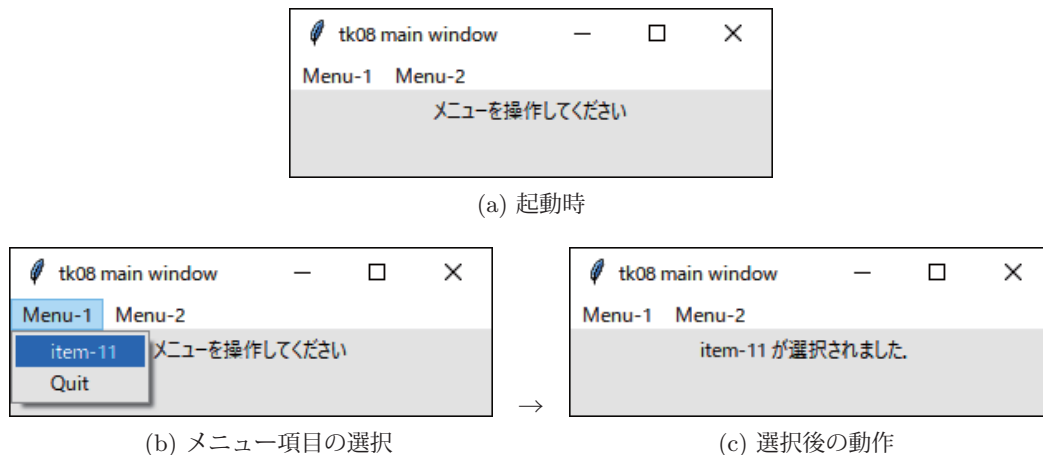 tk08 main window
Menu-1 Menu-2
メニューを操作してください
(a) 起動時
tk08 main window
Menu-1 Menu-2
item-11 メニューを操作してください
Quit
(b) メニュー項目の選択
→
tk08 main window
Menu-1 Menu-2
item-11 が選択されました.
(c) 選択後の動作